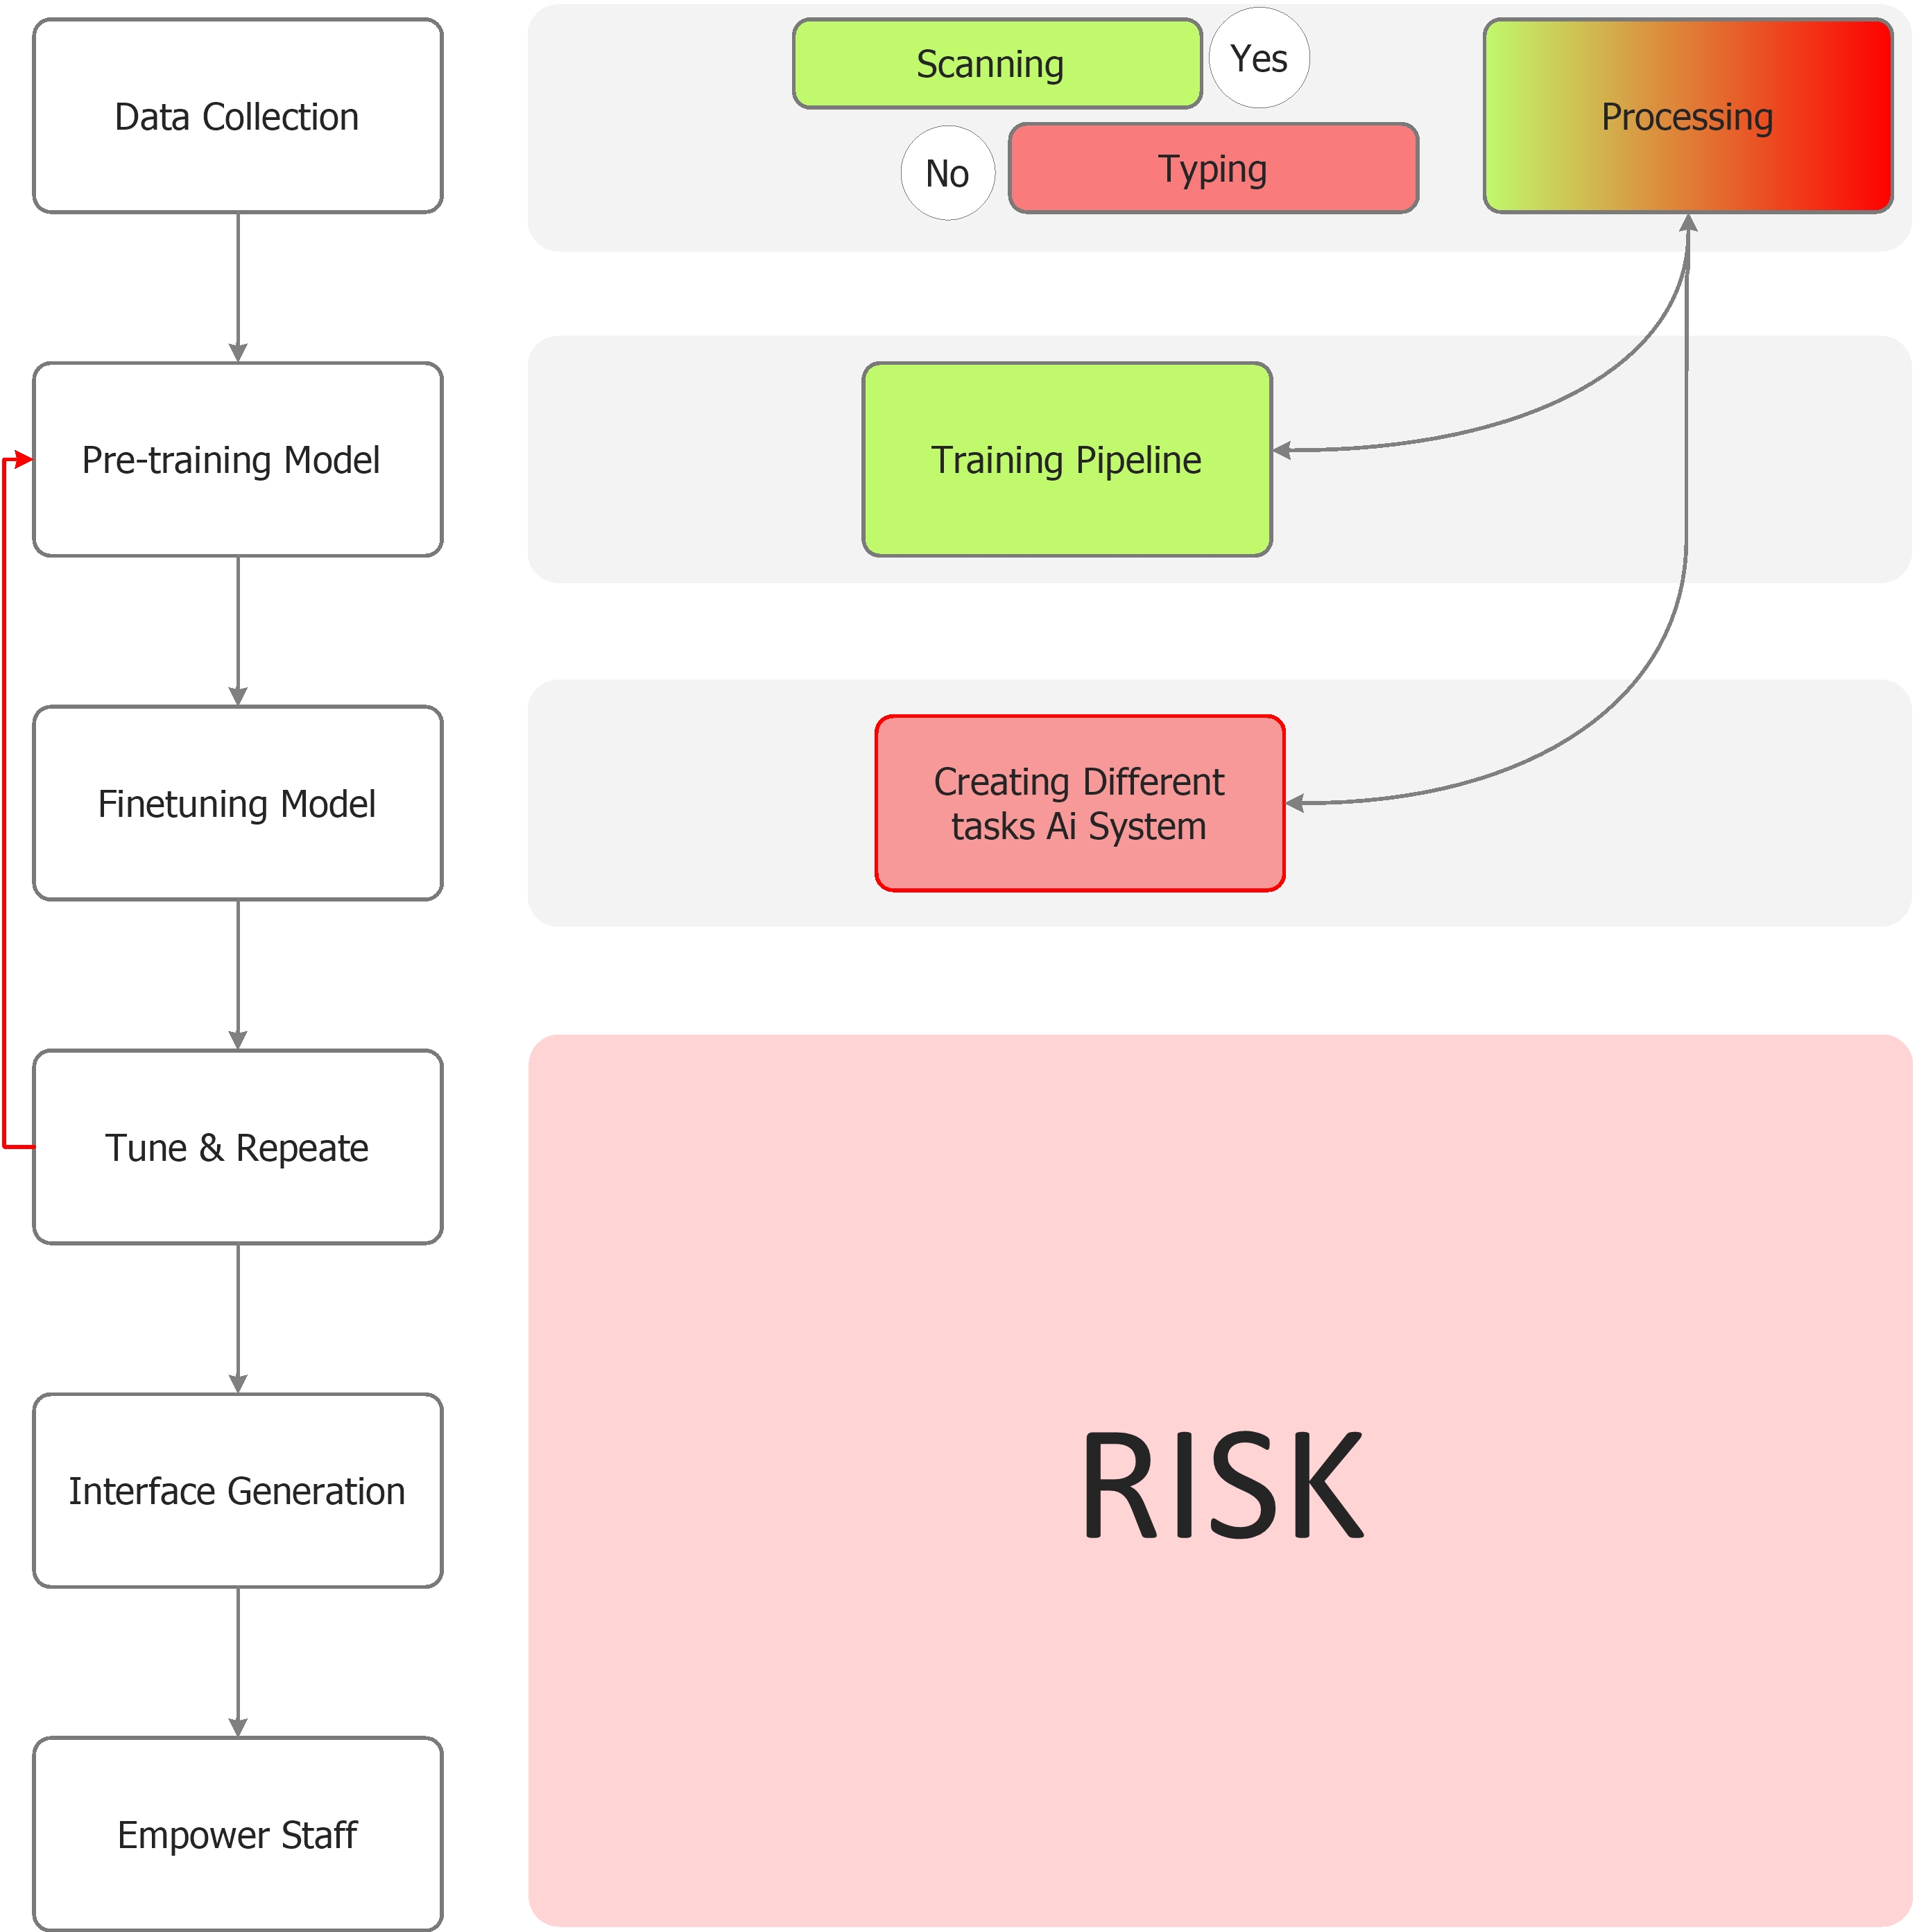 Data Collection
Scanning
Yes
Processing
No
Typing
Pre-training Model
Training Pipeline
Finetuning Model
Creating Different
tasks Ai System
Tune & Repeate
Interface Generation
RISK
Empower Staff